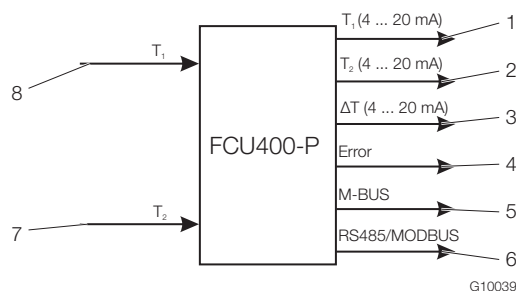 T₁ (4 ... 20 mA) 1
8 T₁
T₂ (4 ... 20 mA) 2
ΔT (4 ... 20 mA) 3
FCU400-P
Error 4
M-BUS 5
7 T₂
RS485/MODBUS 6
G10039